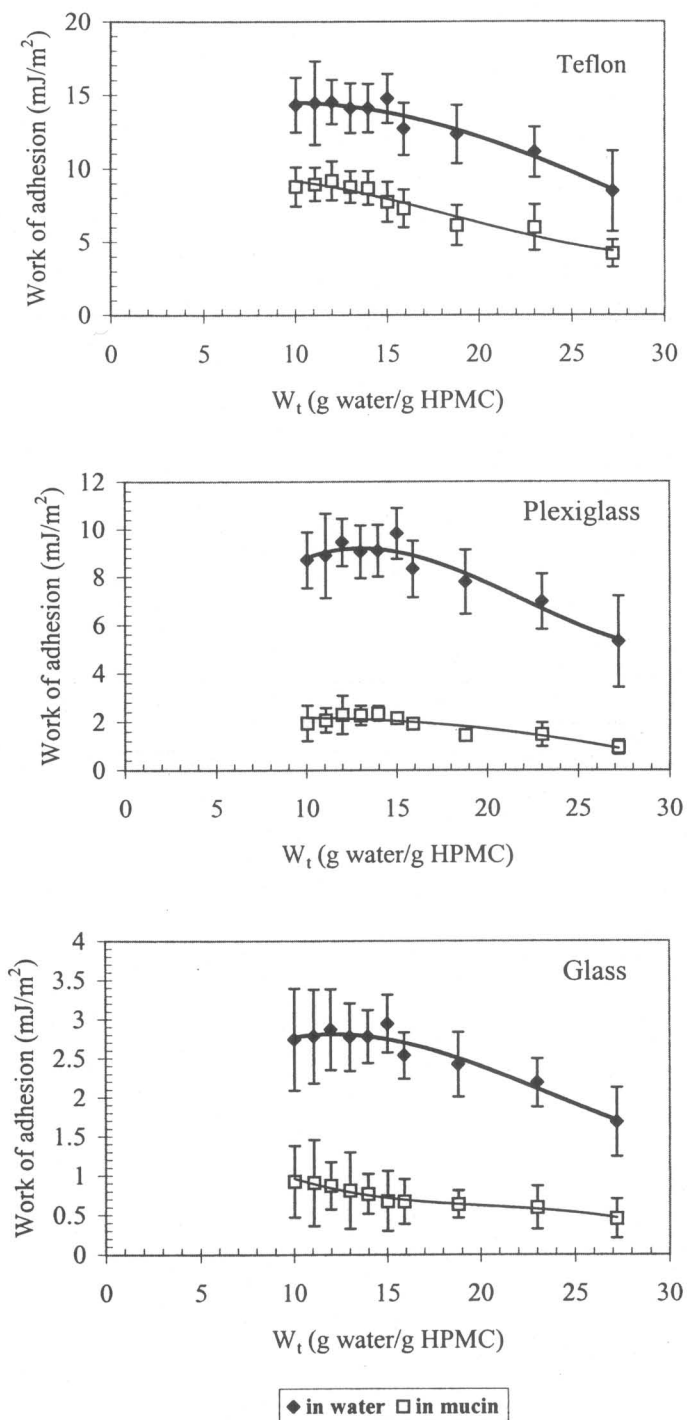 Teflon
Work of adhesion (mJ/m²)
20
15
10
5
0
0 5 10 15 20 25 30
Wt (g water/g HPMC)
Plexiglass
Work of adhesion (mJ/m²)
12
10
8
6
4
2
0
0 5 10 15 20 25 30
Wt (g water/g HPMC)
Glass
Work of adhesion (mJ/m²)
4
3.5
3
2.5
2
1.5
1
0.5
0
0 5 10 15 20 25 30
Wt (g water/g HPMC)
in water in mucin